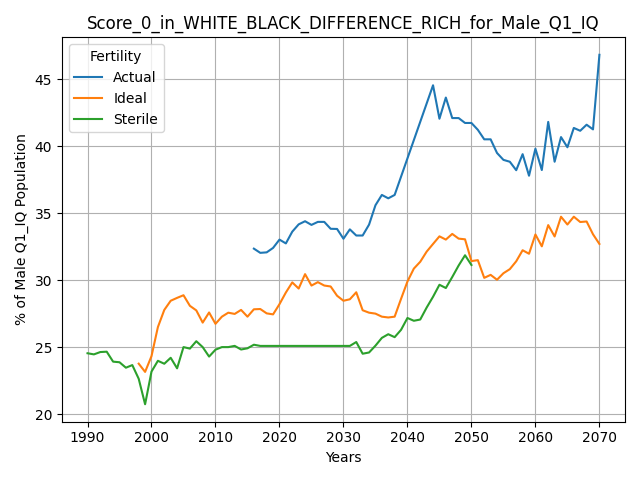 Score_0_in_WHITE_BLACK_DIFFERENCE_RICH_for_Male_Q1_IQ
Fertility
Actual
Ideal
Sterile
% of Male Q1_IQ Population
45
40
35
30
25
20
1990 2000 2010 2020 2030 2040 2050 2060 2070
Years